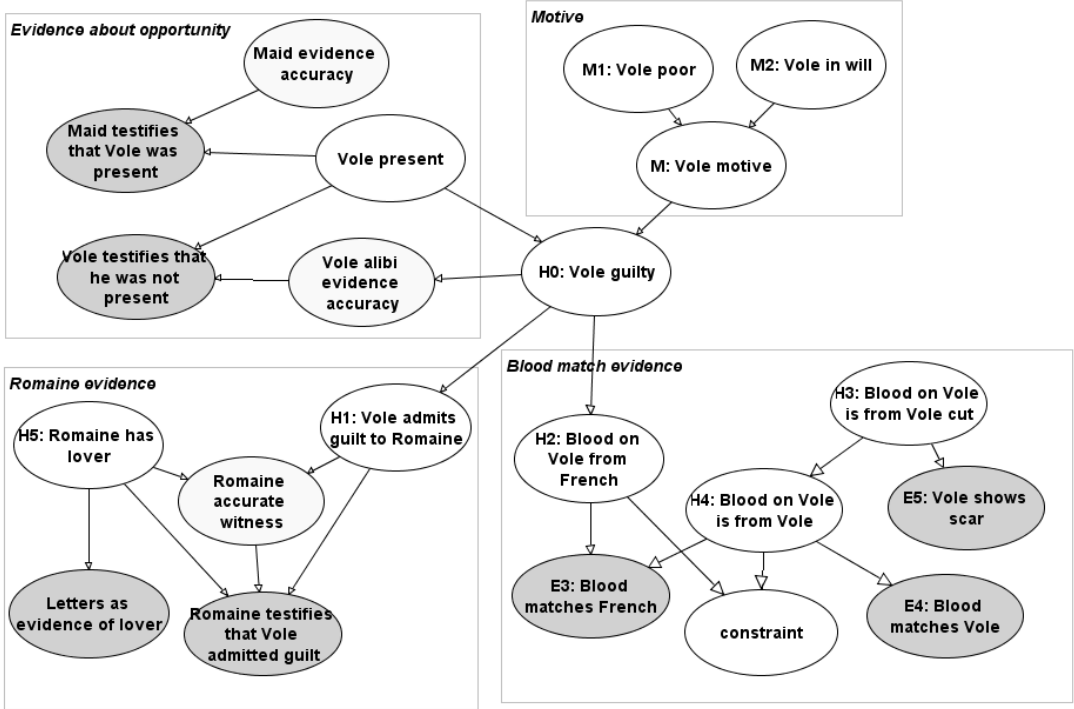 Evidence about opportunity
Maid evidence
accuracy
Maid testifies
that Vole was
present
Vole present
Vole testifies that
he was not
present
Vole alibi
evidence
accuracy
Motive
M1: Vole poor
M2: Vole in will
M: Vole motive
H0: Vole guilty
Romaine evidence
H5: Romaine has
lover
H1: Vole admits
guilt to Romaine
Romaine
accurate
witness
Letters as
evidence of lover
Romaine testifies
that Vole
admitted guilt
Blood match evidence
H3: Blood on Vole
is from Vole cut
H2: Blood on
Vole from
French
H4: Blood on Vole
is from Vole
E5: Vole shows
scar
E3: Blood
matches French
constraint
E4: Blood
matches Vole